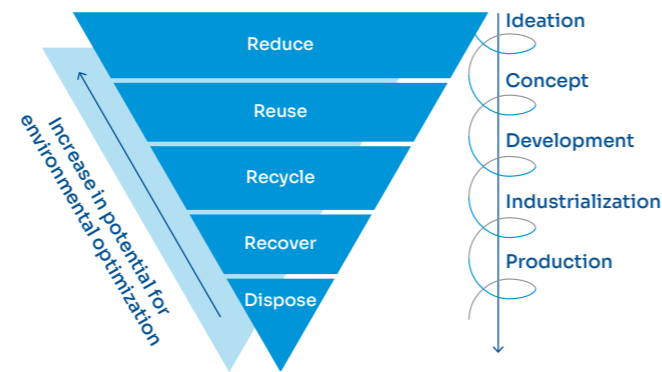 Reduce
Reuse
Recycle
Recover
Dispose
Increase in potential for
environmental optimization
Ideation
Concept
Development
Industrialization
Production